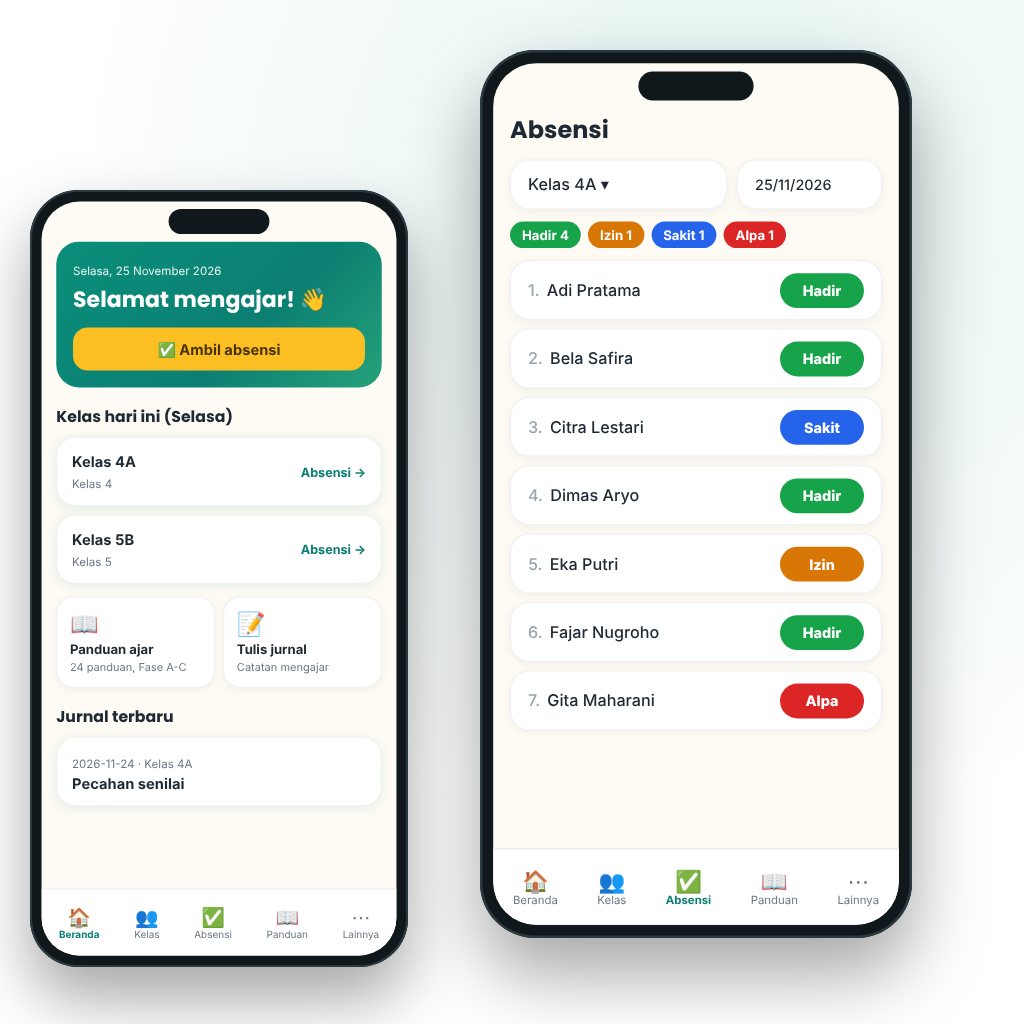 Selasa, 25 November 2026
Selamat mengajar! 👋
✅ Ambil absensi
Kelas hari ini (Selasa)
Kelas 4A
Kelas 4
Absensi →
Kelas 5B
Kelas 5
Absensi →
Panduan ajar
24 panduan, Fase A-C
Tulis jurnal
Catatan mengajar
Jurnal terbaru
2026-11-24 · Kelas 4A
Pecahan senilai
Beranda
Kelas
Absensi
Panduan
Lainnya
Absensi
Kelas 4A ▾
25/11/2026
Hadir 4
Izin 1
Sakit 1
Alpa 1
1. Adi Pratama
Hadir
2. Bela Safira
Hadir
3. Citra Lestari
Sakit
4. Dimas Aryo
Hadir
5. Eka Putri
Izin
6. Fajar Nugroho
Hadir
7. Gita Maharani
Alpa
Beranda
Kelas
Absensi
Panduan
Lainnya